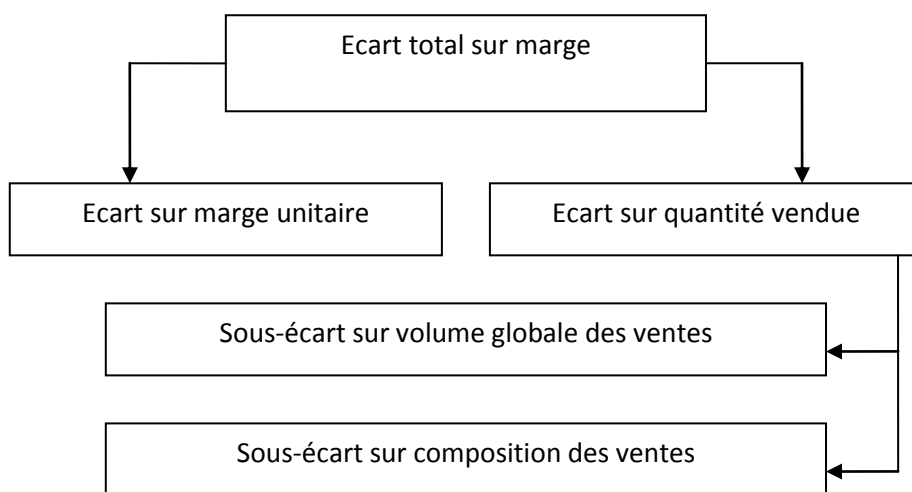 Ecart total sur marge
Ecart sur marge unitaire
Ecart sur quantité vendue
Sous-écart sur volume globale des ventes
Sous-écart sur composition des ventes